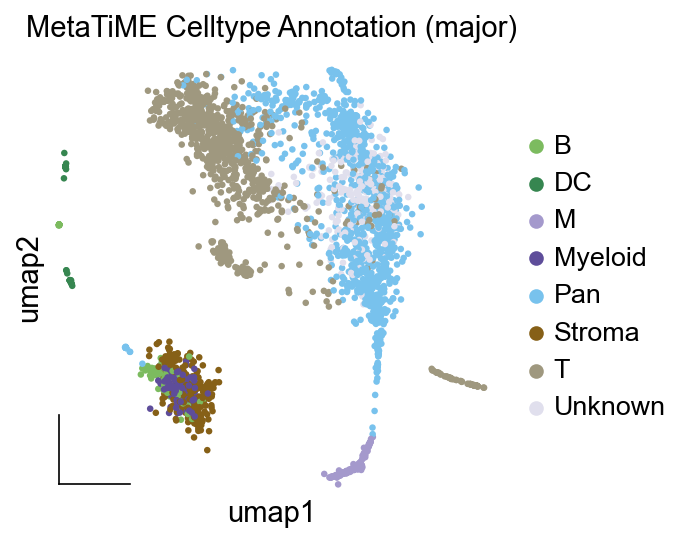 MetaTiME Celltype Annotation (major)
B
DC
M
Myeloid
Pan
Stroma
T
Unknown
umap2
umap1